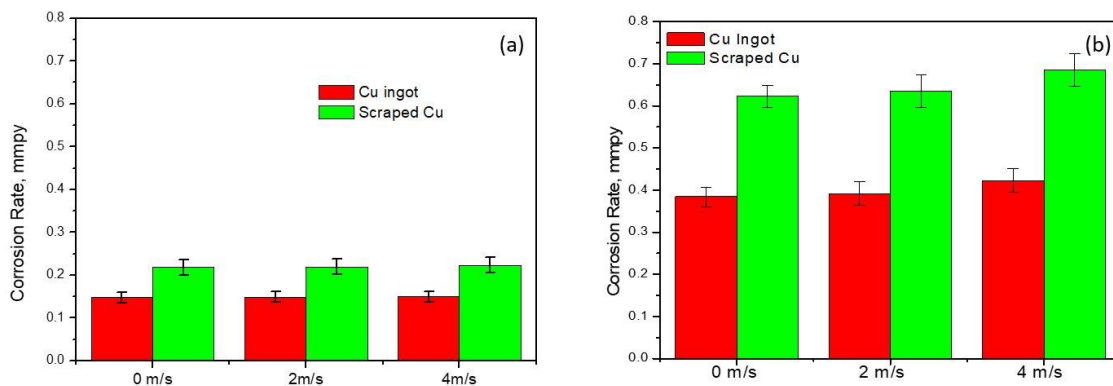 (a)
Cu ingot
Scraped Cu
Corrosion Rate, mmpy
0.8
0.7
0.6
0.5
0.4
0.3
0.2
0.1
0.0
0 m/s 2m/s 4m/s
(b)
Cu Ingot
Scraped Cu
Corrosion Rate, mmpy
0.8
0.7
0.6
0.5
0.4
0.3
0.2
0.1
0.0
0 m/s 2 m/s 4 m/s